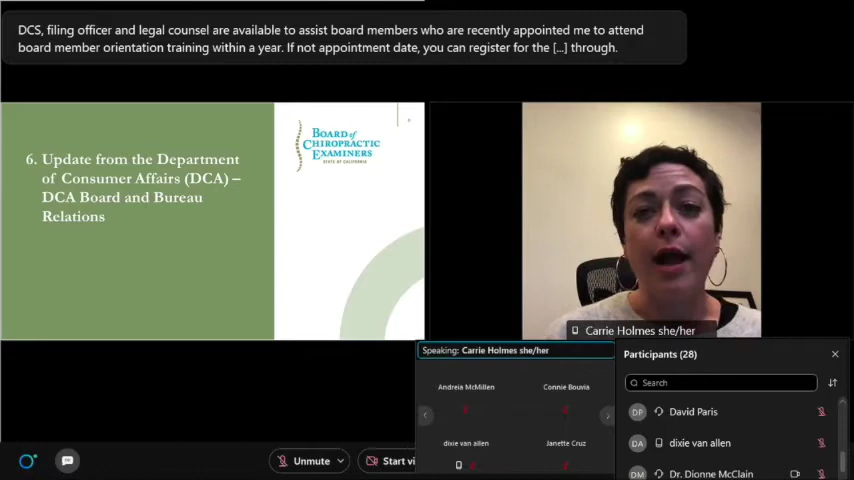 DCS, filing officer and legal counsel are available to assist board members who are recently appointed me to attend
board member orientation training within a year. If not appointment date, you can register for the [...] through.
6. Update from the Department
of Consumer Affairs (DCA) –
DCA Board and Bureau
Relations
BOARD of
CHIROPRACTIC
EXAMINERS
STATE OF CALIFORNIA
Carrie Holmes she/her
Speaking: Carrie Holmes she/her
Andreia McMillen
Connie Bouvia
dixie van allen
Janette Cruz
Participants (28)
Search
DP David Paris
DA dixie van allen
DM Dr. Dionne McClain
Unmute
Start vi